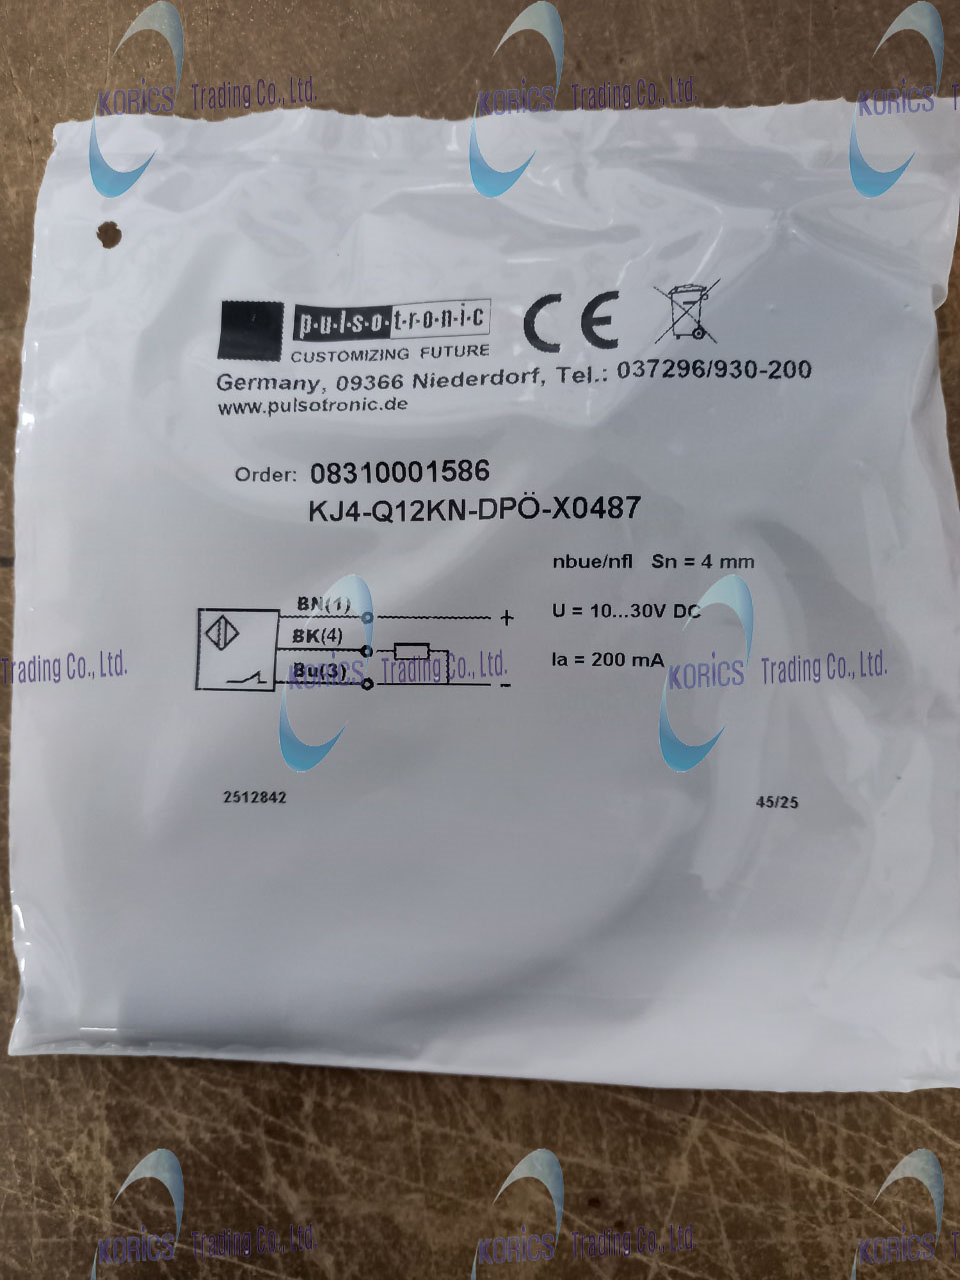 KORICS Trading Co., Ltd.
KORICS Trading Co., Ltd.
KORICS
p·u·l·s·o·t·r·o·n·i·c
CUSTOMIZING FUTURE
CE
Germany, 09366 Niederdorf, Tel.: 037296/930-200
www.pulsotronic.de
Order: 08310001586
KJ4-Q12KN-DPÖ-X0487
nbue/nfl Sn = 4 mm
BN(1)
+
U = 10...30V DC
BK(4)
Ia = 200 mA
Bu(3)
-
Trading Co., Ltd.
KORICS Trading Co., Ltd.
KORICS Trading Co., Ltd.
2512842
45/25
KORICS Trading Co., Ltd.
KORICS Trading Co., Ltd.
KORICS